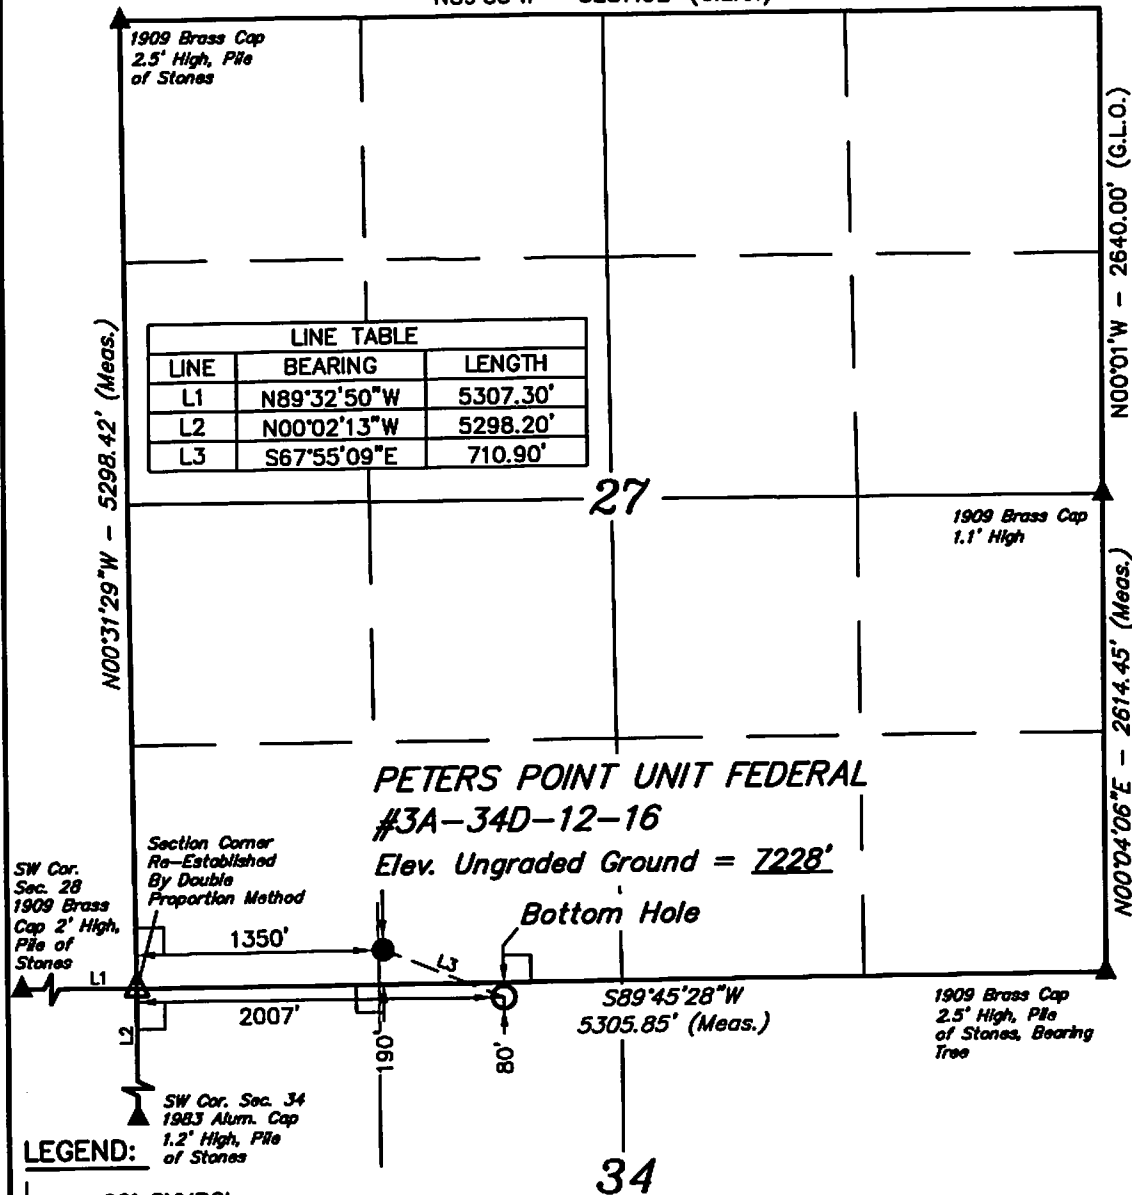 1909 Brass Cap
2.5' High, Pile
of Stones
N00°01'W - 2640.00' (G.L.O.)
N00°31'29"W - 5298.42' (Meas.)
LINE TABLE
LINE BEARING LENGTH
L1 N89°32'50"W 5307.30'
L2 N00°02'13"W 5298.20'
L3 S67°55'09"E 710.90'
27
1909 Brass Cap
1.1' High
N00°04'06"E - 2614.45' (Meas.)
PETERS POINT UNIT FEDERAL
#3A-34D-12-16
Elev. Ungraded Ground = 7228'
Section Corner
Re-Established
By Double
Proportion Method
SW Cor.
Sec. 28
1909 Brass
Cap 2' High,
Pile of
Stones
Bottom Hole
1350'
L3
L1
2007'
S89°45'28"W
5305.85' (Meas.)
1909 Brass Cap
2.5' High, Pile
of Stones, Bearing
Tree
L2
190'
80'
SW Cor. Sec. 34
1983 Alum. Cap
1.2' High, Pile
of Stones
LEGEND:
34